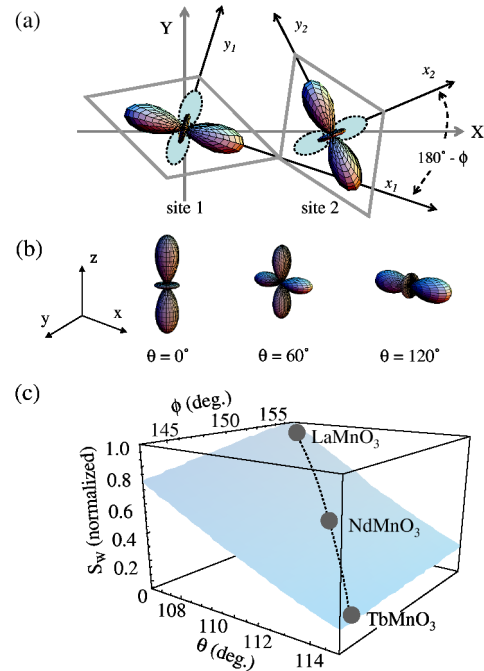 (a)
Y
y1
y2
x2
X
180° - ϕ
x1
site 1
site 2
(b)
z
y
x
θ = 0°
θ = 60°
θ = 120°
(c)
ϕ (deg.)
145
150
155
LaMnO3
NdMnO3
TbMnO3
SW (normalized)
1.0
0.8
0.6
0.4
0.2
0
108
110
112
114
θ (deg.)